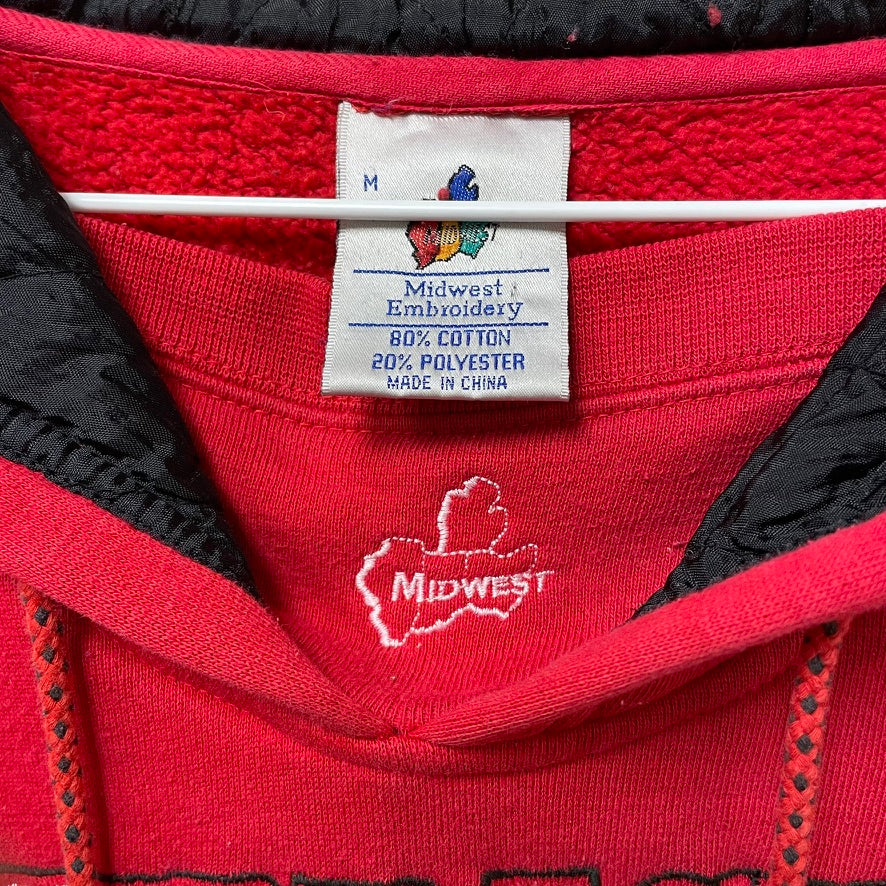 M
Midwest
Embroidery
80% COTTON
20% POLYESTER
MADE IN CHINA
MIDWEST